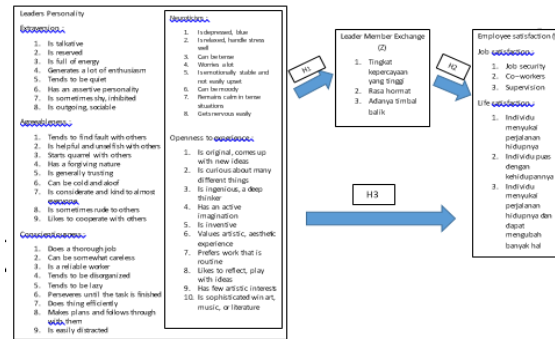 Leaders Personality
Extraversion :
1. Is talkative
2. Is reserved
3. Is full of energy
4. Generates a lot of enthusiasm
5. Tends to be quiet
6. Has an assertive personality
7. Is sometimes shy, inhibited
8. Is outgoing, sociable
Agreeableness :
1. Tends to find fault with others
2. Is helpful and unselfish with others
3. Starts quarrel with others
4. Has a forgiving nature
5. Is generally trusting
6. Can be cold and aloof
7. Is considerate and kind to almost
everyone
8. Is sometimes rude to others
9. Likes to cooperate with others
Conscientiousness :
1. Does a thorough job
2. Can be somewhat careless
3. Is a reliable worker
4. Tends to be disorganized
5. Tends to be lazy
6. Perseveres until the task is finished
7. Does thing efficiently
8. Makes plans and follows through
with them
9. Is easily distracted
Neurotism :
1. Is depressed, blue
2. Is relaxed, handle stress
well
3. Can be tense
4. Worries a lot
5. Is emotionally stable and
not easily upset
6. Can be moody
7. Remains calm in tense
situations
8. Gets nervous easily
Openness to experience :
1. Is original, comes up
with new ideas
2. Is curious about many
different things
3. Is ingenious, a deep
thinker
4. Has an active
imagination
5. Is inventive
6. Values artistic, aesthetic
experience
7. Prefers work that is
routine
8. Likes to reflect, play
with ideas
9. Has few artistic interests
10. Is sophisticated win art,
music, or literature
H1
Leader Member Exchange
(Z)
1. Tingkat
kepercayaan
yang tinggi
2. Rasa hormat
3. Adanya timbal
balik
H2
H3
Employee satisfaction (
Job satisfaction :
1. Job security
2. Co–workers
3. Supervision
Life satisfaction :
1. Individu
menyukai
perjalanan
hidupnya
2. Individu puas
dengan
kehidupannya
3. Individu
menyukai
perjalanan
hidupnya dan
dapat
mengubah
banyak hal